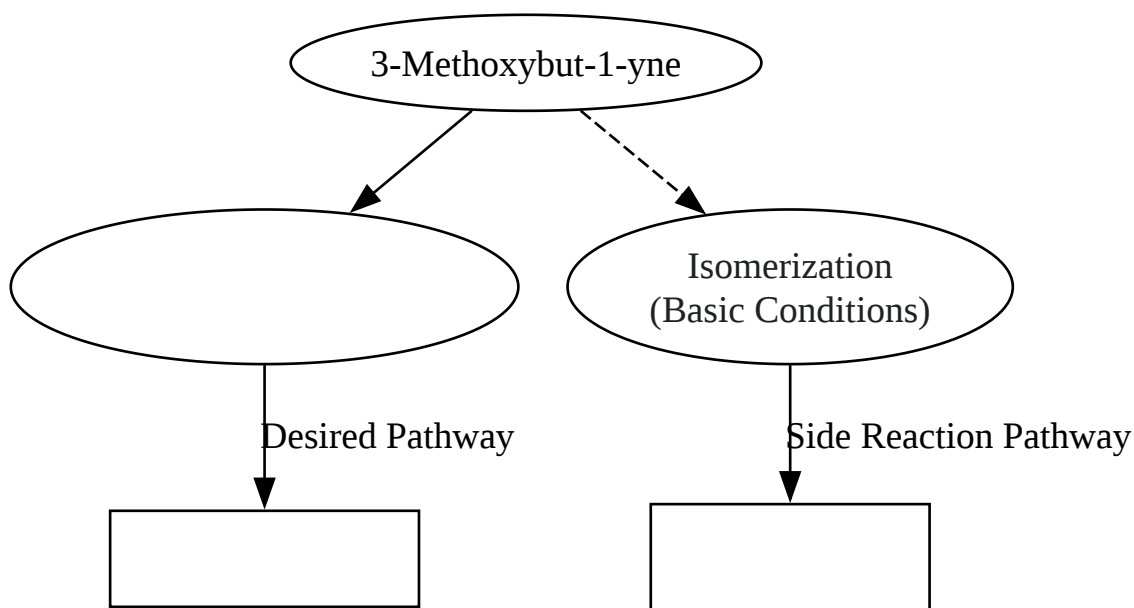 3-Methoxybut-1-yne
Isomerization
(Basic Conditions)
Desired Pathway
Side Reaction Pathway